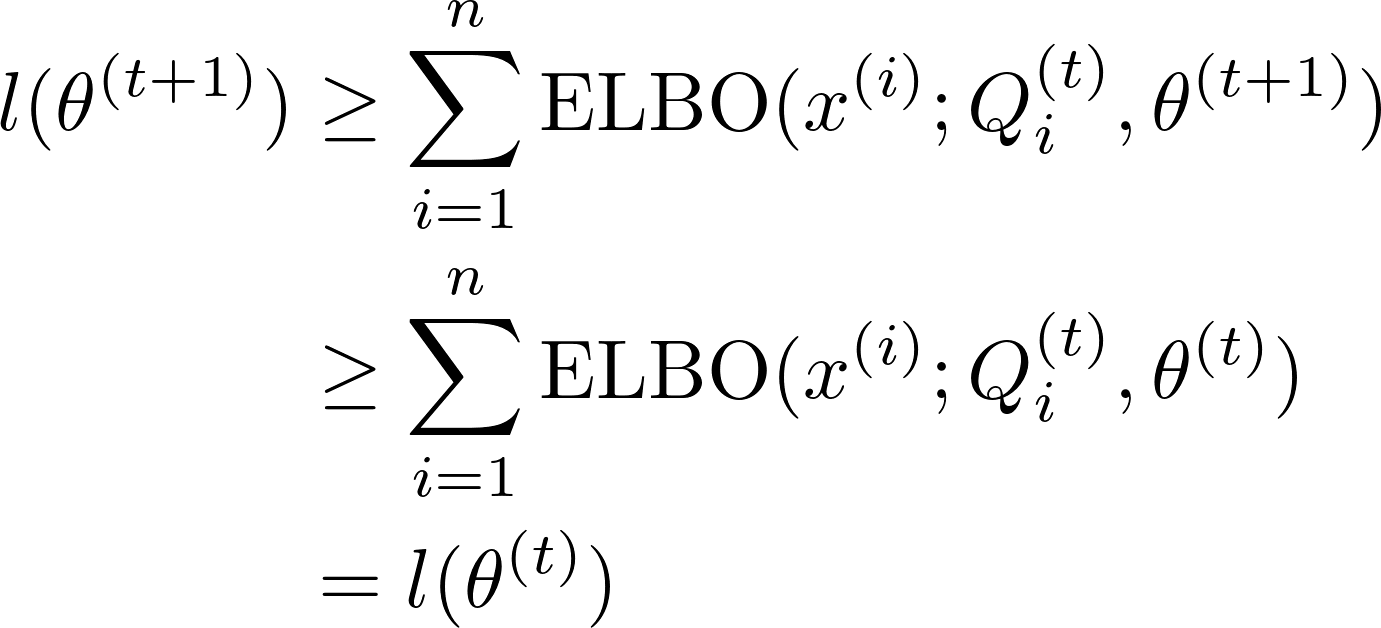 l(θ^(t+1)) ≥ ∑_{i=1}^{n} ELBO(x^(i); Q_i^(t), θ^(t+1))
≥ ∑_{i=1}^{n} ELBO(x^(i); Q_i^(t), θ^(t))
= l(θ^(t))